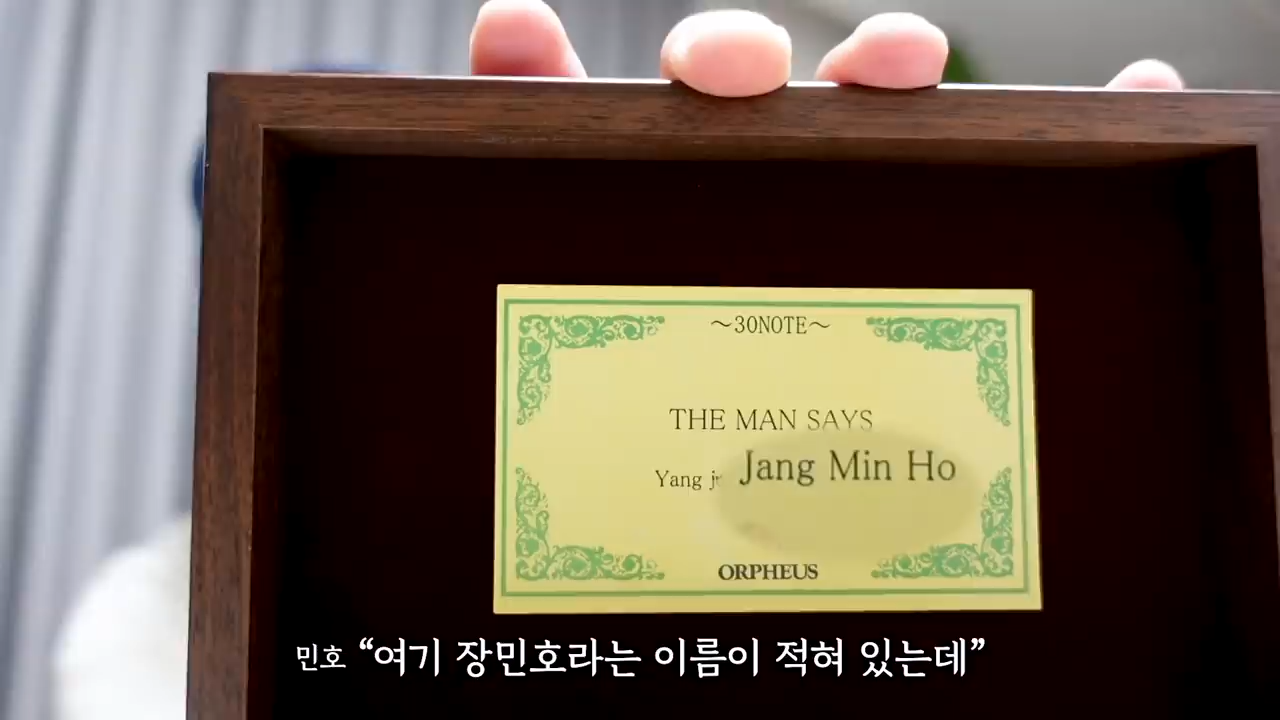 ～30NOTE～
THE MAN SAYS
Yang
Jang Min Ho
ORPHEUS
민호 “여기 장민호라는 이름이 적혀 있는데”